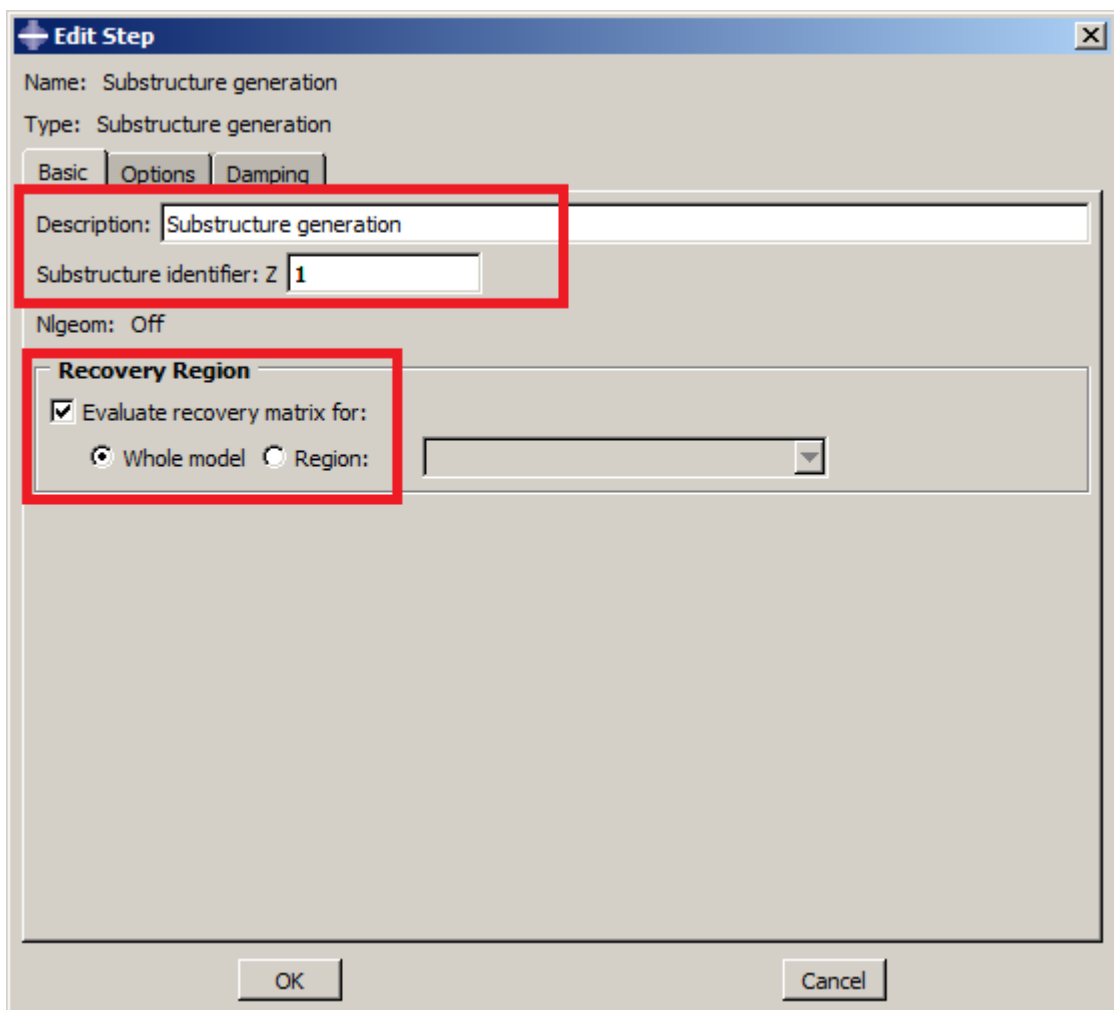 Edit Step
Name: Substructure generation
Type: Substructure generation
Basic Options Damping
Description: Substructure generation
Substructure identifier: Z 1
Nlgeom: Off
Recovery Region
Evaluate recovery matrix for:
Whole model Region:
OK Cancel